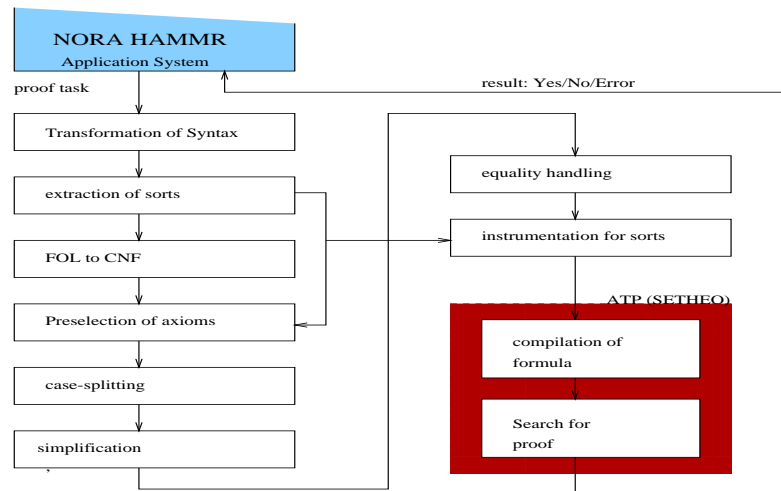 NORA HAMMR
Application System
proof task
result: Yes/No/Error
Transformation of Syntax
extraction of sorts
FOL to CNF
Preselection of axioms
case-splitting
simplification
,
equality handling
instrumentation for sorts
ATP (SETHEO)
compilation of
formula
Search for
proof